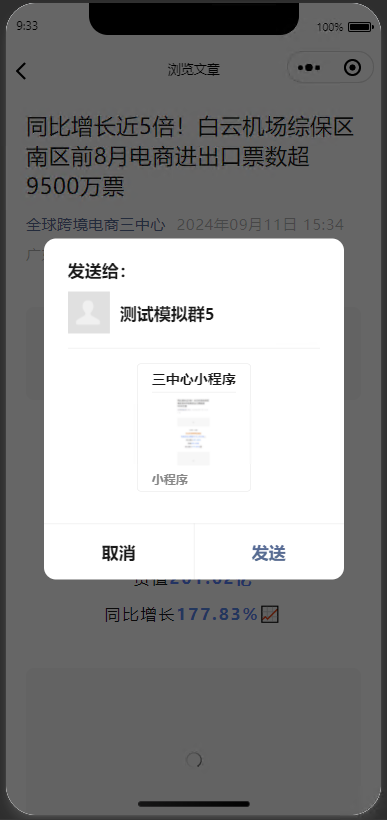 9:33
100%
浏览文章
同比增长近5倍！白云机场综保区
南区前8月电商进出口票数超
9500万票
全球跨境电商三中心 2024年09月11日 15:34
广
发送给：
测试模拟群5
三中心小程序
小程序
取消
发送
同比增长177.83%📈